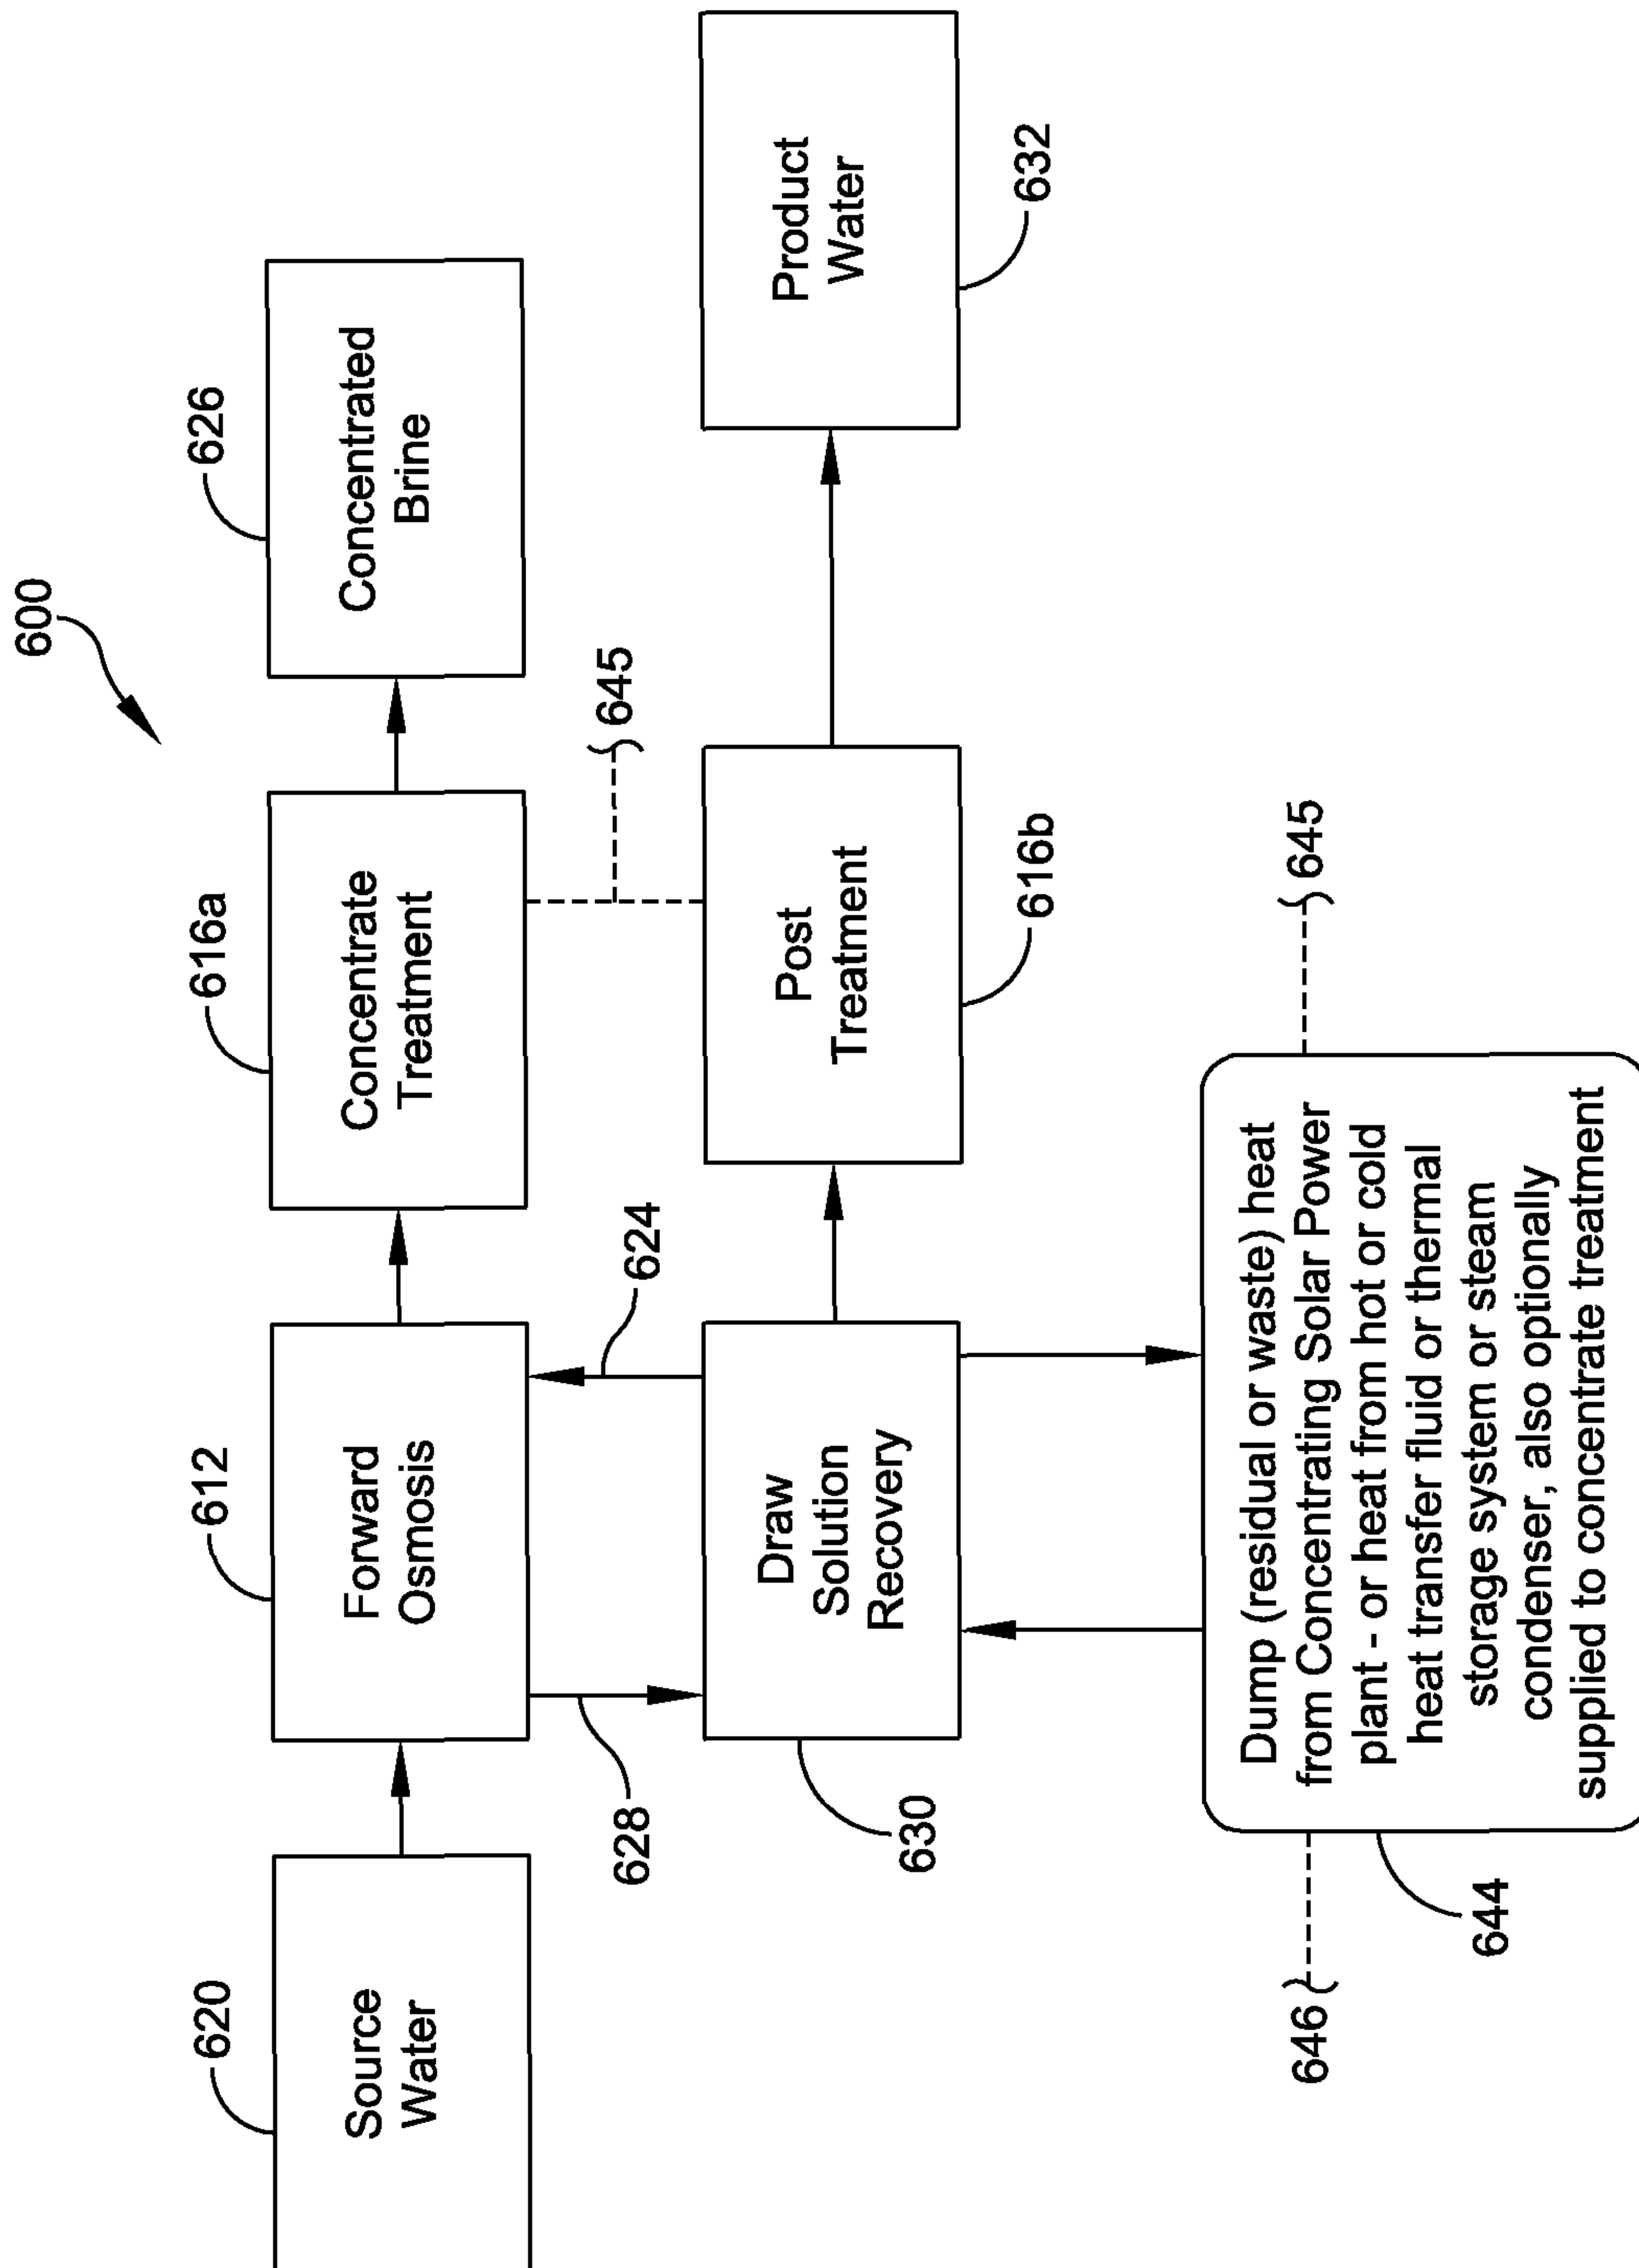 600
620
Source
Water
612
Forward
Osmosis
616a
Concentrate
Treatment
626
Concentrated
Brine
628
624
645
630
Draw
Solution
Recovery
Post
Treatment
616b
Product
Water
632
646
644
Dump (residual or waste) heat
from Concentrating Solar Power
plant - or heat from hot or cold
heat transfer fluid or thermal
storage system or steam
condenser, also optionally
supplied to concentrate treatment
645